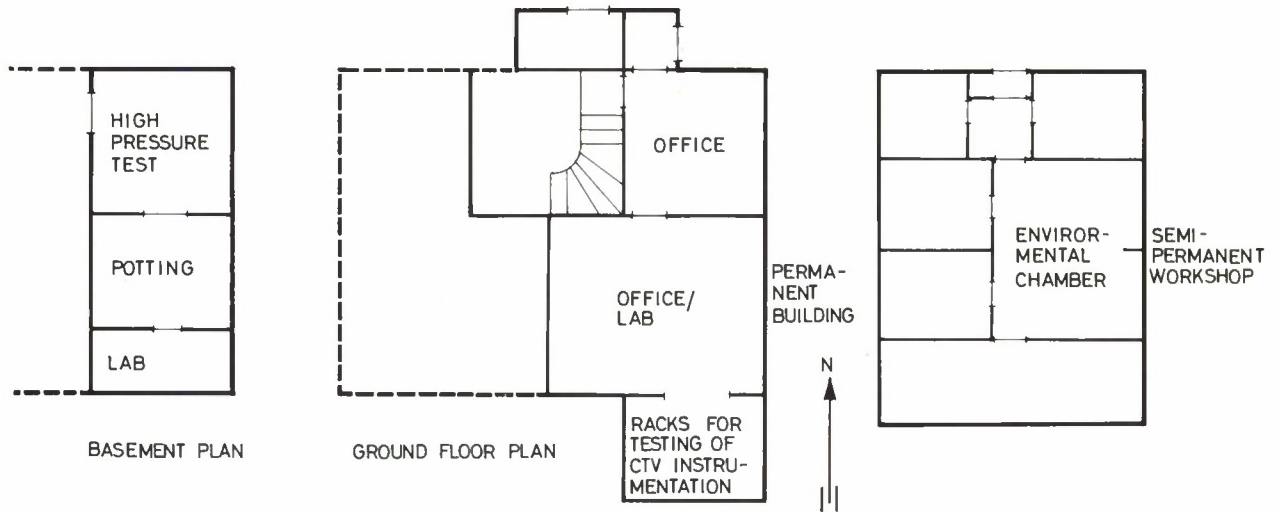 HIGH
PRESSURE
TEST
POTTING
LAB
BASEMENT PLAN
OFFICE
OFFICE/
LAB
RACKS FOR
TESTING OF
CTV INSTRU-
MENTATION
GROUND FLOOR PLAN
PERMA-
NENT
BUILDING
N
ENVIROR-
MENTAL
CHAMBER
SEMI-
PERMANENT
WORKSHOP